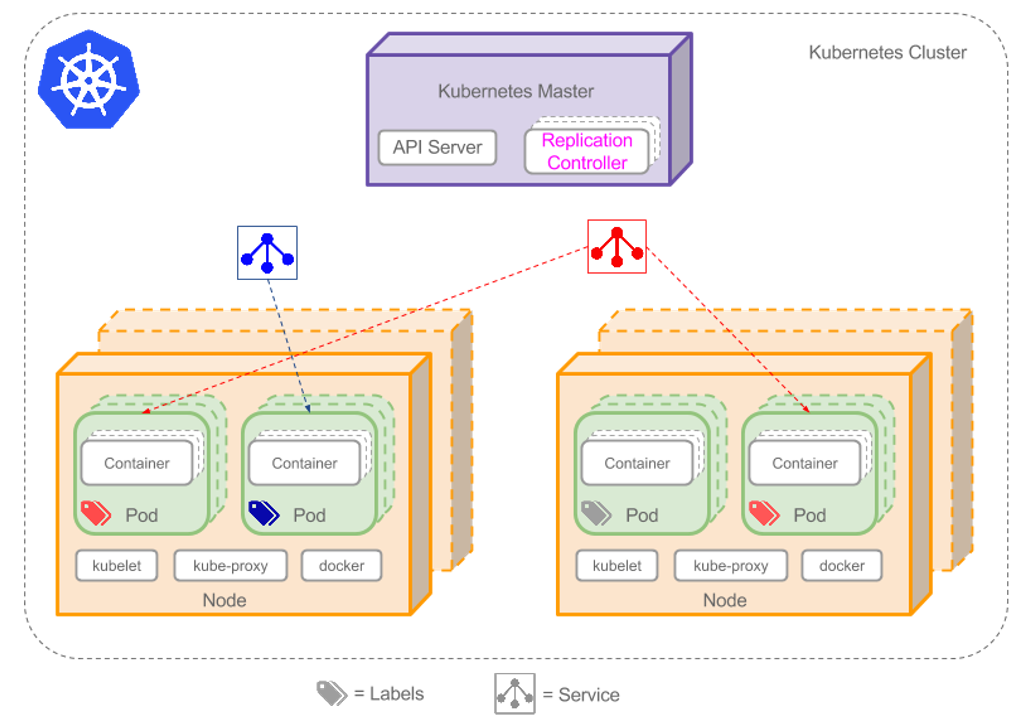 Kubernetes Cluster
Kubernetes Master
API Server
Replication
Controller
Container
Container
Container
Container
Pod
Pod
Pod
Pod
kubelet
kube-proxy
docker
kubelet
kube-proxy
docker
Node
Node
= Labels
= Service